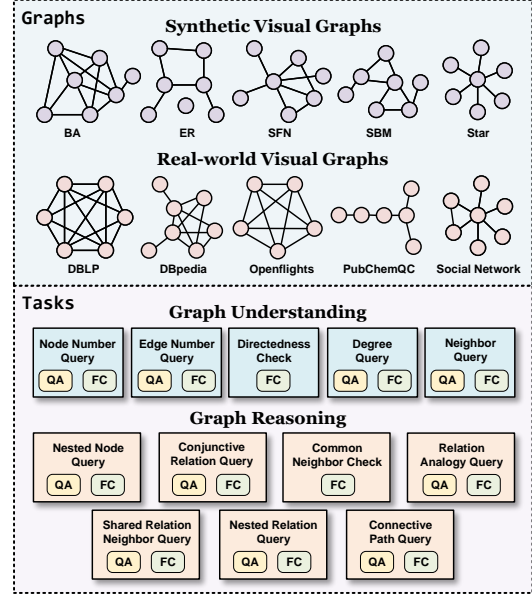 Graphs
Synthetic Visual Graphs
BA
ER
SFN
SBM
Star
Real-world Visual Graphs
DBLP
DBpedia
Openflights
PubChemQC
Social Network
Tasks
Graph Understanding
Node Number
Query
QA FC
Edge Number
Query
QA FC
Directedness
Check
FC
Degree
Query
QA FC
Neighbor
Query
QA FC
Graph Reasoning
Nested Node
Query
QA FC
Conjunctive
Relation Query
QA FC
Common
Neighbor Check
FC
Relation
Analogy Query
QA FC
Shared Relation
Neighbor Query
QA FC
Nested Relation
Query
QA FC
Connective
Path Query
QA FC